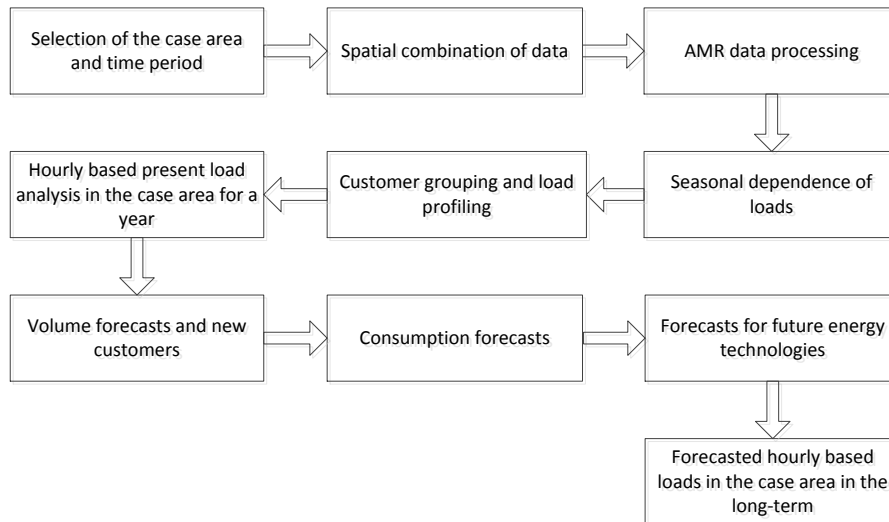 Selection of the case area
and time period
Spatial combination of data
AMR data processing
Hourly based present load
analysis in the case area for a
year
Customer grouping and load
profiling
Seasonal dependence of
loads
Volume forecasts and new
customers
Consumption forecasts
Forecasts for future energy
technologies
Forecasted hourly based
loads in the case area in the
long-term